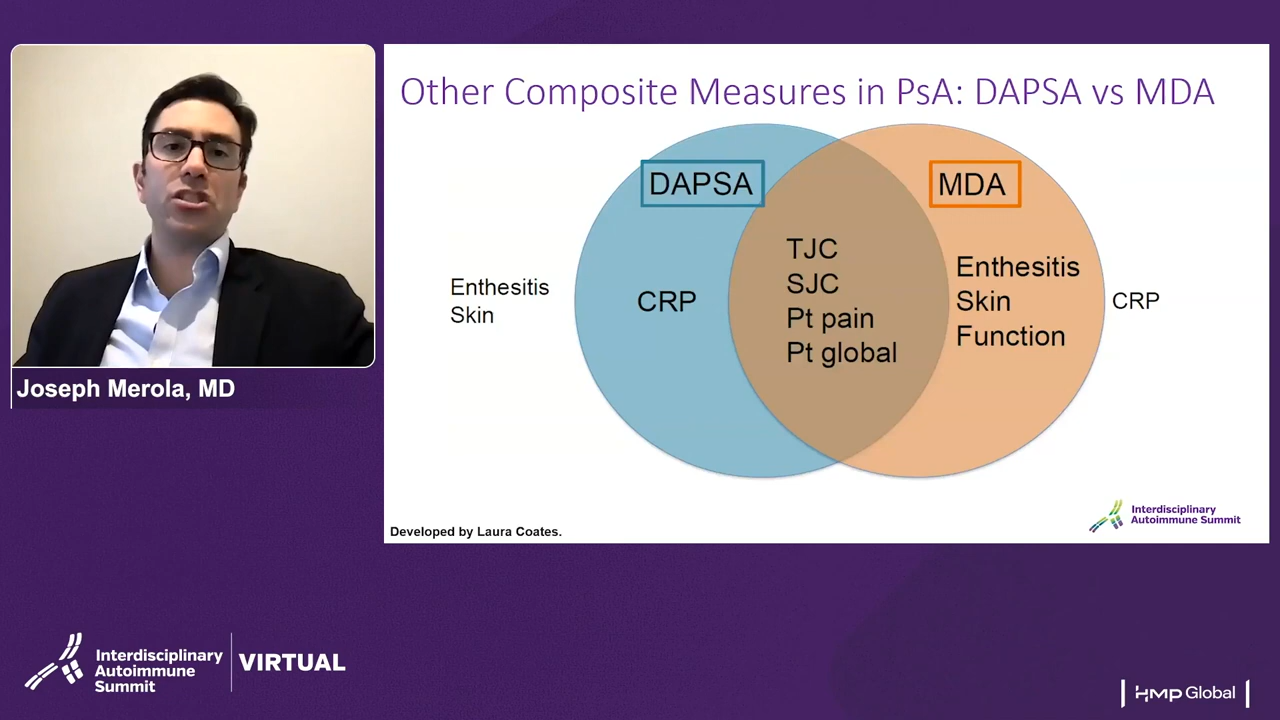 Other Composite Measures in PsA: DAPSA vs MDA
DAPSA
MDA
TJC
SJC
Pt pain
Pt global
Enthesitis
Skin
Function
Enthesitis
Skin
CRP
CRP
Joseph Merola, MD
Developed by Laura Coates.
Interdisciplinary
Autoimmune Summit
Interdisciplinary
Autoimmune
Summit
VIRTUAL
HMP Global